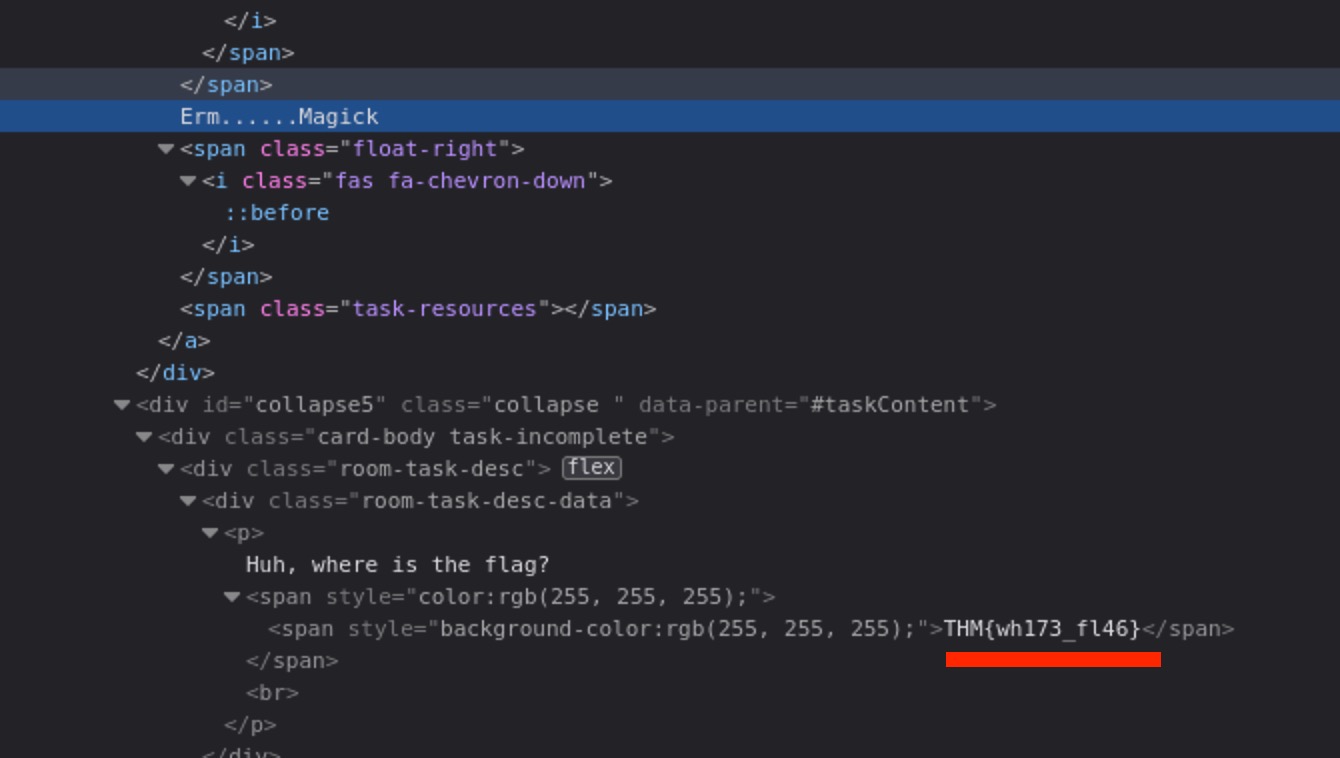 </i>
</span>
</span>
Erm......Magick
<span class="float-right">
<i class="fas fa-chevron-down">
::before
</i>
</span>
<span class="task-resources"></span>
</a>
</div>
<div id="collapse5" class="collapse " data-parent="#taskContent">
<div class="card-body task-incomplete">
<div class="room-task-desc"> flex
<div class="room-task-desc-data">
<p>
Huh, where is the flag?
<span style="color:rgb(255, 255, 255);">
<span style="background-color:rgb(255, 255, 255);">THM{wh173_fl46}</span>
</span>
<br>
</p>
</div>